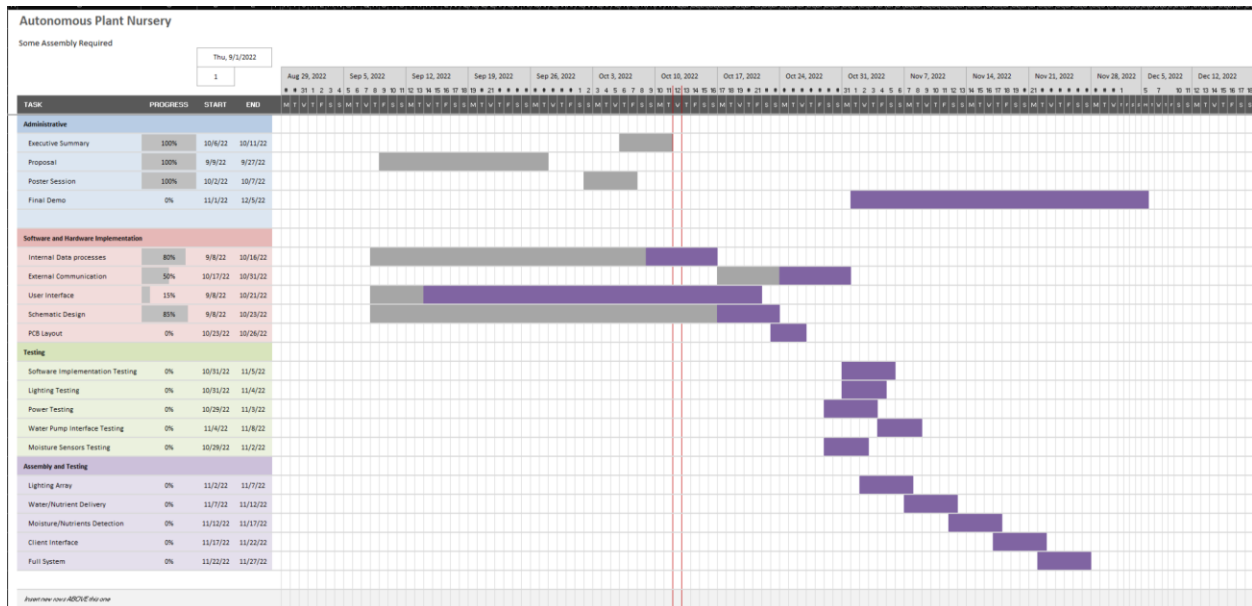 Autonomous Plant Nursery
Some Assembly Required
Thu, 9/1/2022
1
Aug 29, 2022 Sep 5, 2022 Sep 12, 2022 Sep 19, 2022 Sep 26, 2022 Oct 3, 2022 Oct 10, 2022 Oct 17, 2022 Oct 24, 2022 Oct 31, 2022 Nov 7, 2022 Nov 14, 2022 Nov 21, 2022 Nov 28, 2022 Dec 5, 2022 Dec 12, 2022
TASK PROGRESS START END
Administrative
Executive Summary 100% 10/6/22 10/11/22
Proposal 100% 9/9/22 9/27/22
Poster Session 100% 10/2/22 10/7/22
Final Demo 0% 11/1/22 12/5/22
Software and Hardware Implementation
Internal Data processes 80% 9/8/22 10/16/22
External Communication 50% 10/17/22 10/31/22
User Interface 15% 9/8/22 10/21/22
Schematic Design 85% 9/8/22 10/23/22
PCB Layout 0% 10/23/22 10/26/22
Testing
Software Implementation Testing 0% 10/31/22 11/5/22
Lighting Testing 0% 10/31/22 11/4/22
Power Testing 0% 10/29/22 11/3/22
Water Pump Interface Testing 0% 11/4/22 11/8/22
Moisture Sensors Testing 0% 10/29/22 11/2/22
Assembly and Testing
Lighting Array 0% 11/2/22 11/7/22
Water/Nutrient Delivery 0% 11/7/22 11/12/22
Moisture/Nutrients Detection 0% 11/12/22 11/17/22
Client Interface 0% 11/17/22 11/22/22
Full System 0% 11/22/22 11/27/22
Insert new rows ABOVE this one